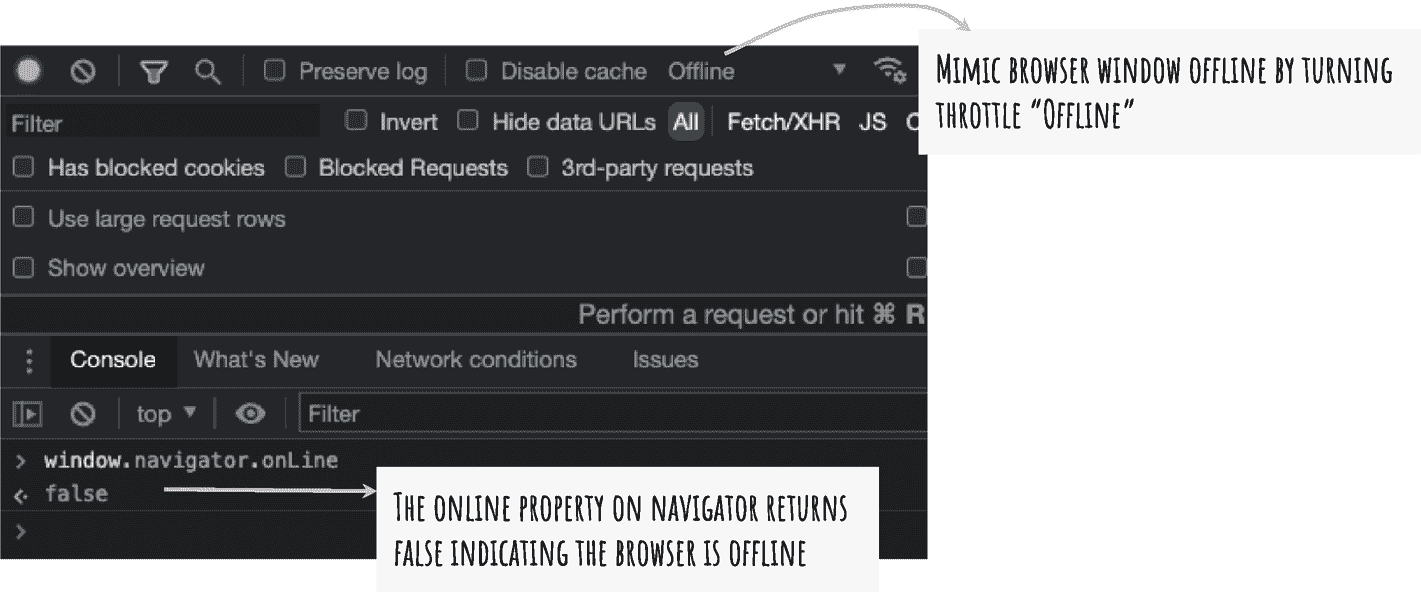 Preserve log Disable cache Offline
MIMIC BROWSER WINDOW OFFLINE BY TURNING
THROTTLE “OFFLINE”
Filter Invert Hide data URLs All Fetch/XHR JS
Has blocked cookies Blocked Requests 3rd-party requests
Use large request rows
Show overview
Perform a request or hit ⌘ R
Console What's New Network conditions Issues
top Filter
window.navigator.onLine
false
THE ONLINE PROPERTY ON NAVIGATOR RETURNS
FALSE INDICATING THE BROWSER IS OFFLINE